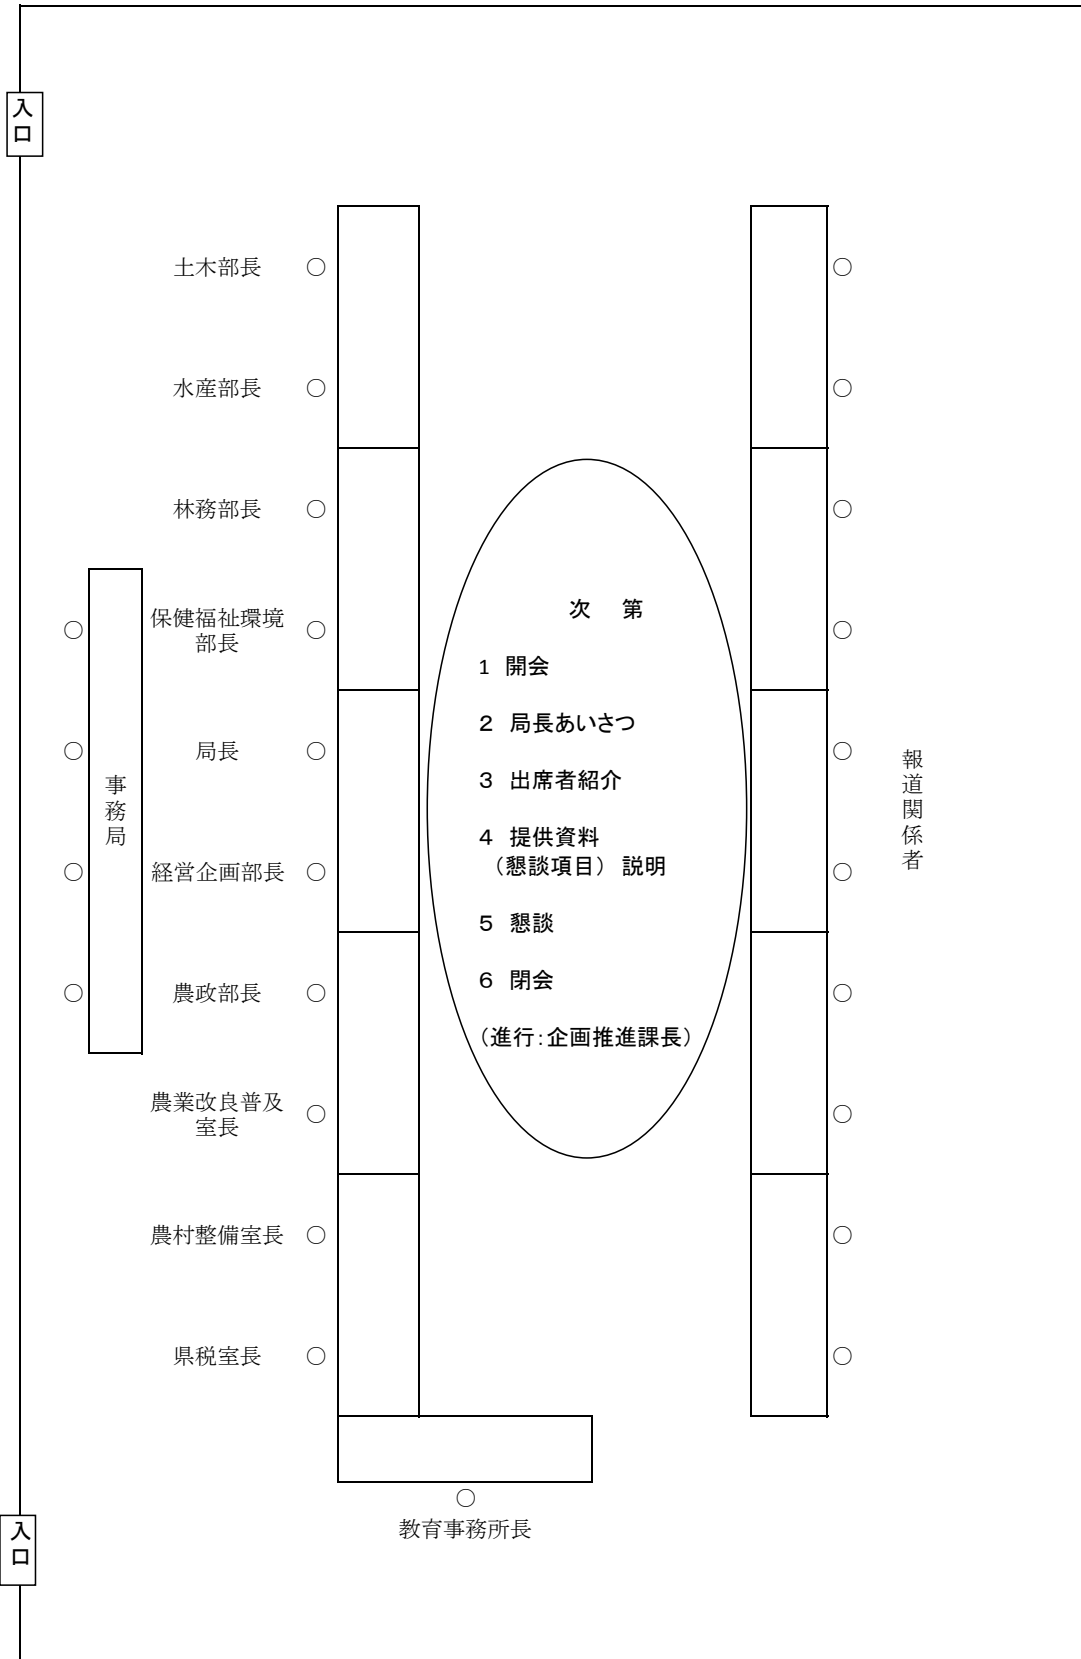 入
口
土木部長 ○ ○
水産部長 ○ ○
林務部長 ○ ○
○ 保健福祉環境 ○ ○
部長
○ 局長 ○ ○
○ 経営企画部長 ○ ○
○ 農政部長 ○ ○
農業改良普及 ○ ○
室長
農村整備室長 ○ ○
県税室長 ○ ○
○
教育事務所長
事務局
次 第
1 開会
2 局長あいさつ
3 出席者紹介
4 提供資料
（懇談項目） 説明
5 懇談
6 閉会
（進行：企画推進課長）
報道関係者
入
口